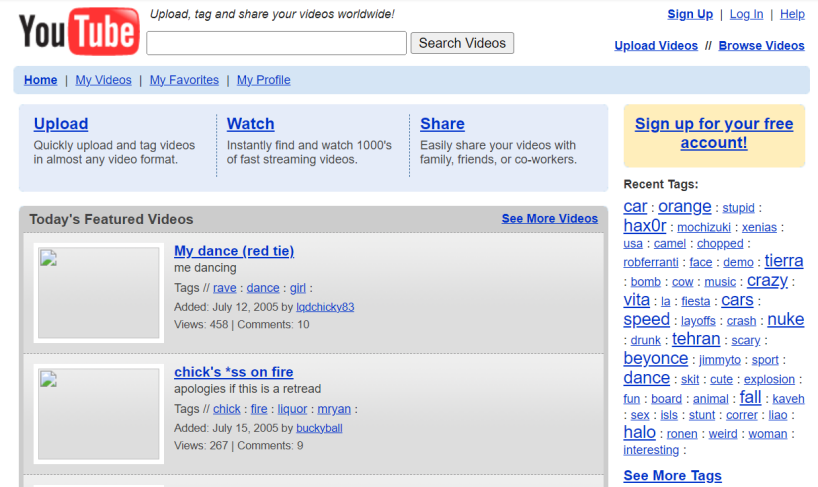 YouTube
Upload, tag and share your videos worldwide!
Sign Up | Log In | Help
Search Videos
Upload Videos // Browse Videos
Home | My Videos | My Favorites | My Profile
Upload
Quickly upload and tag videos
in almost any video format.
Watch
Instantly find and watch 1000's
of fast streaming videos.
Share
Easily share your videos with
family, friends, or co-workers.
Today's Featured Videos
See More Videos
My dance (red tie)
me dancing
Tags // rave : dance : girl :
Added: July 12, 2005 by lqdchicky83
Views: 458 | Comments: 10
chick's *ss on fire
apologies if this is a retread
Tags // chick : fire : liquor : mryan :
Added: July 15, 2005 by buckyball
Views: 267 | Comments: 9
Sign up for your free
account!
Recent Tags:
car : orange : stupid :
hax0r : mochizuki : xenias :
usa : camel : chopped :
robferranti : face : demo : tierra
: bomb : cow : music : crazy :
vita : la : fiesta : cars :
speed : layoffs : crash : nuke
: drunk : tehran : scary :
beyonce : jimmyto : sport :
dance : skit : cute : explosion :
fun : board : animal : fall : kaveh
: sex : isls : stunt : correr : liao :
halo : ronen : weird : woman :
interesting :
See More Tags